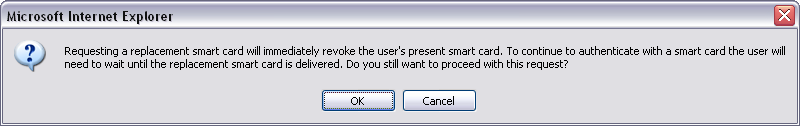 Microsoft Internet Explorer
Requesting a replacement smart card will immediately revoke the user's present smart card. To continue to authenticate with a smart card the user will
need to wait until the replacement smart card is delivered. Do you still want to proceed with this request?
OK
Cancel